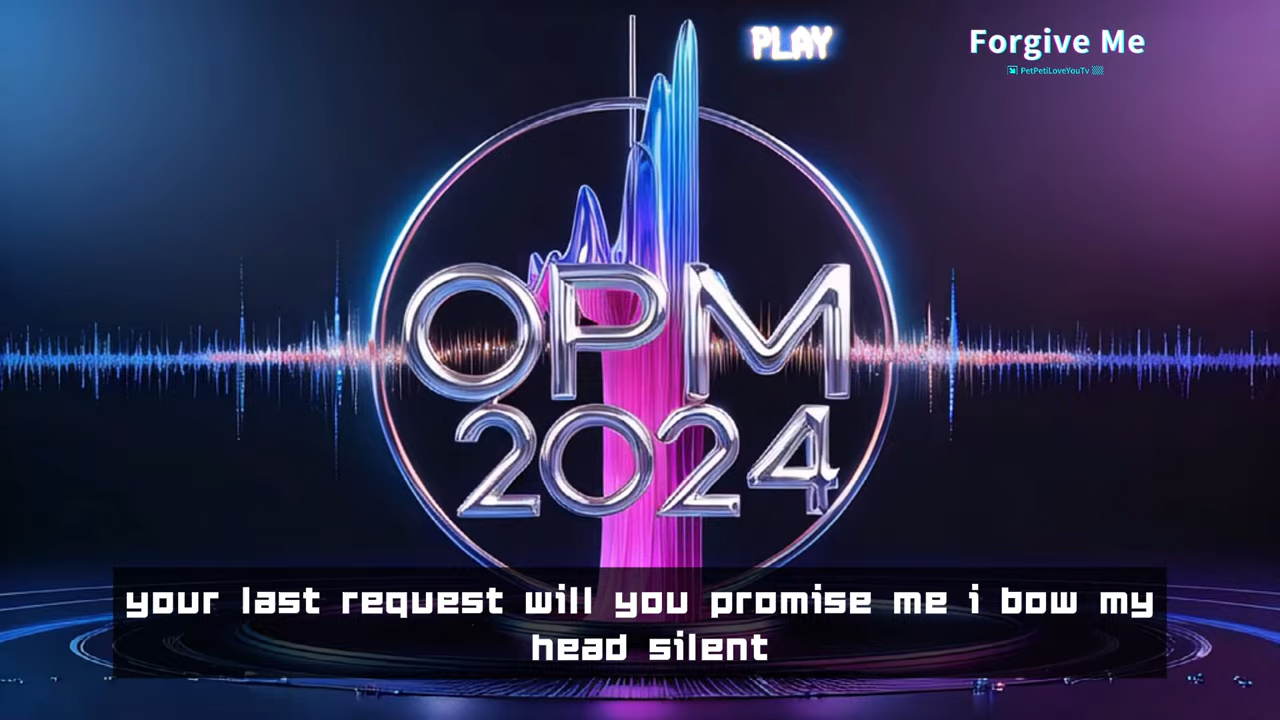 PLAY
Forgive Me
PetPetiLoveYouTv
OPM
2024
your last request will you promise me i bow my
head silent